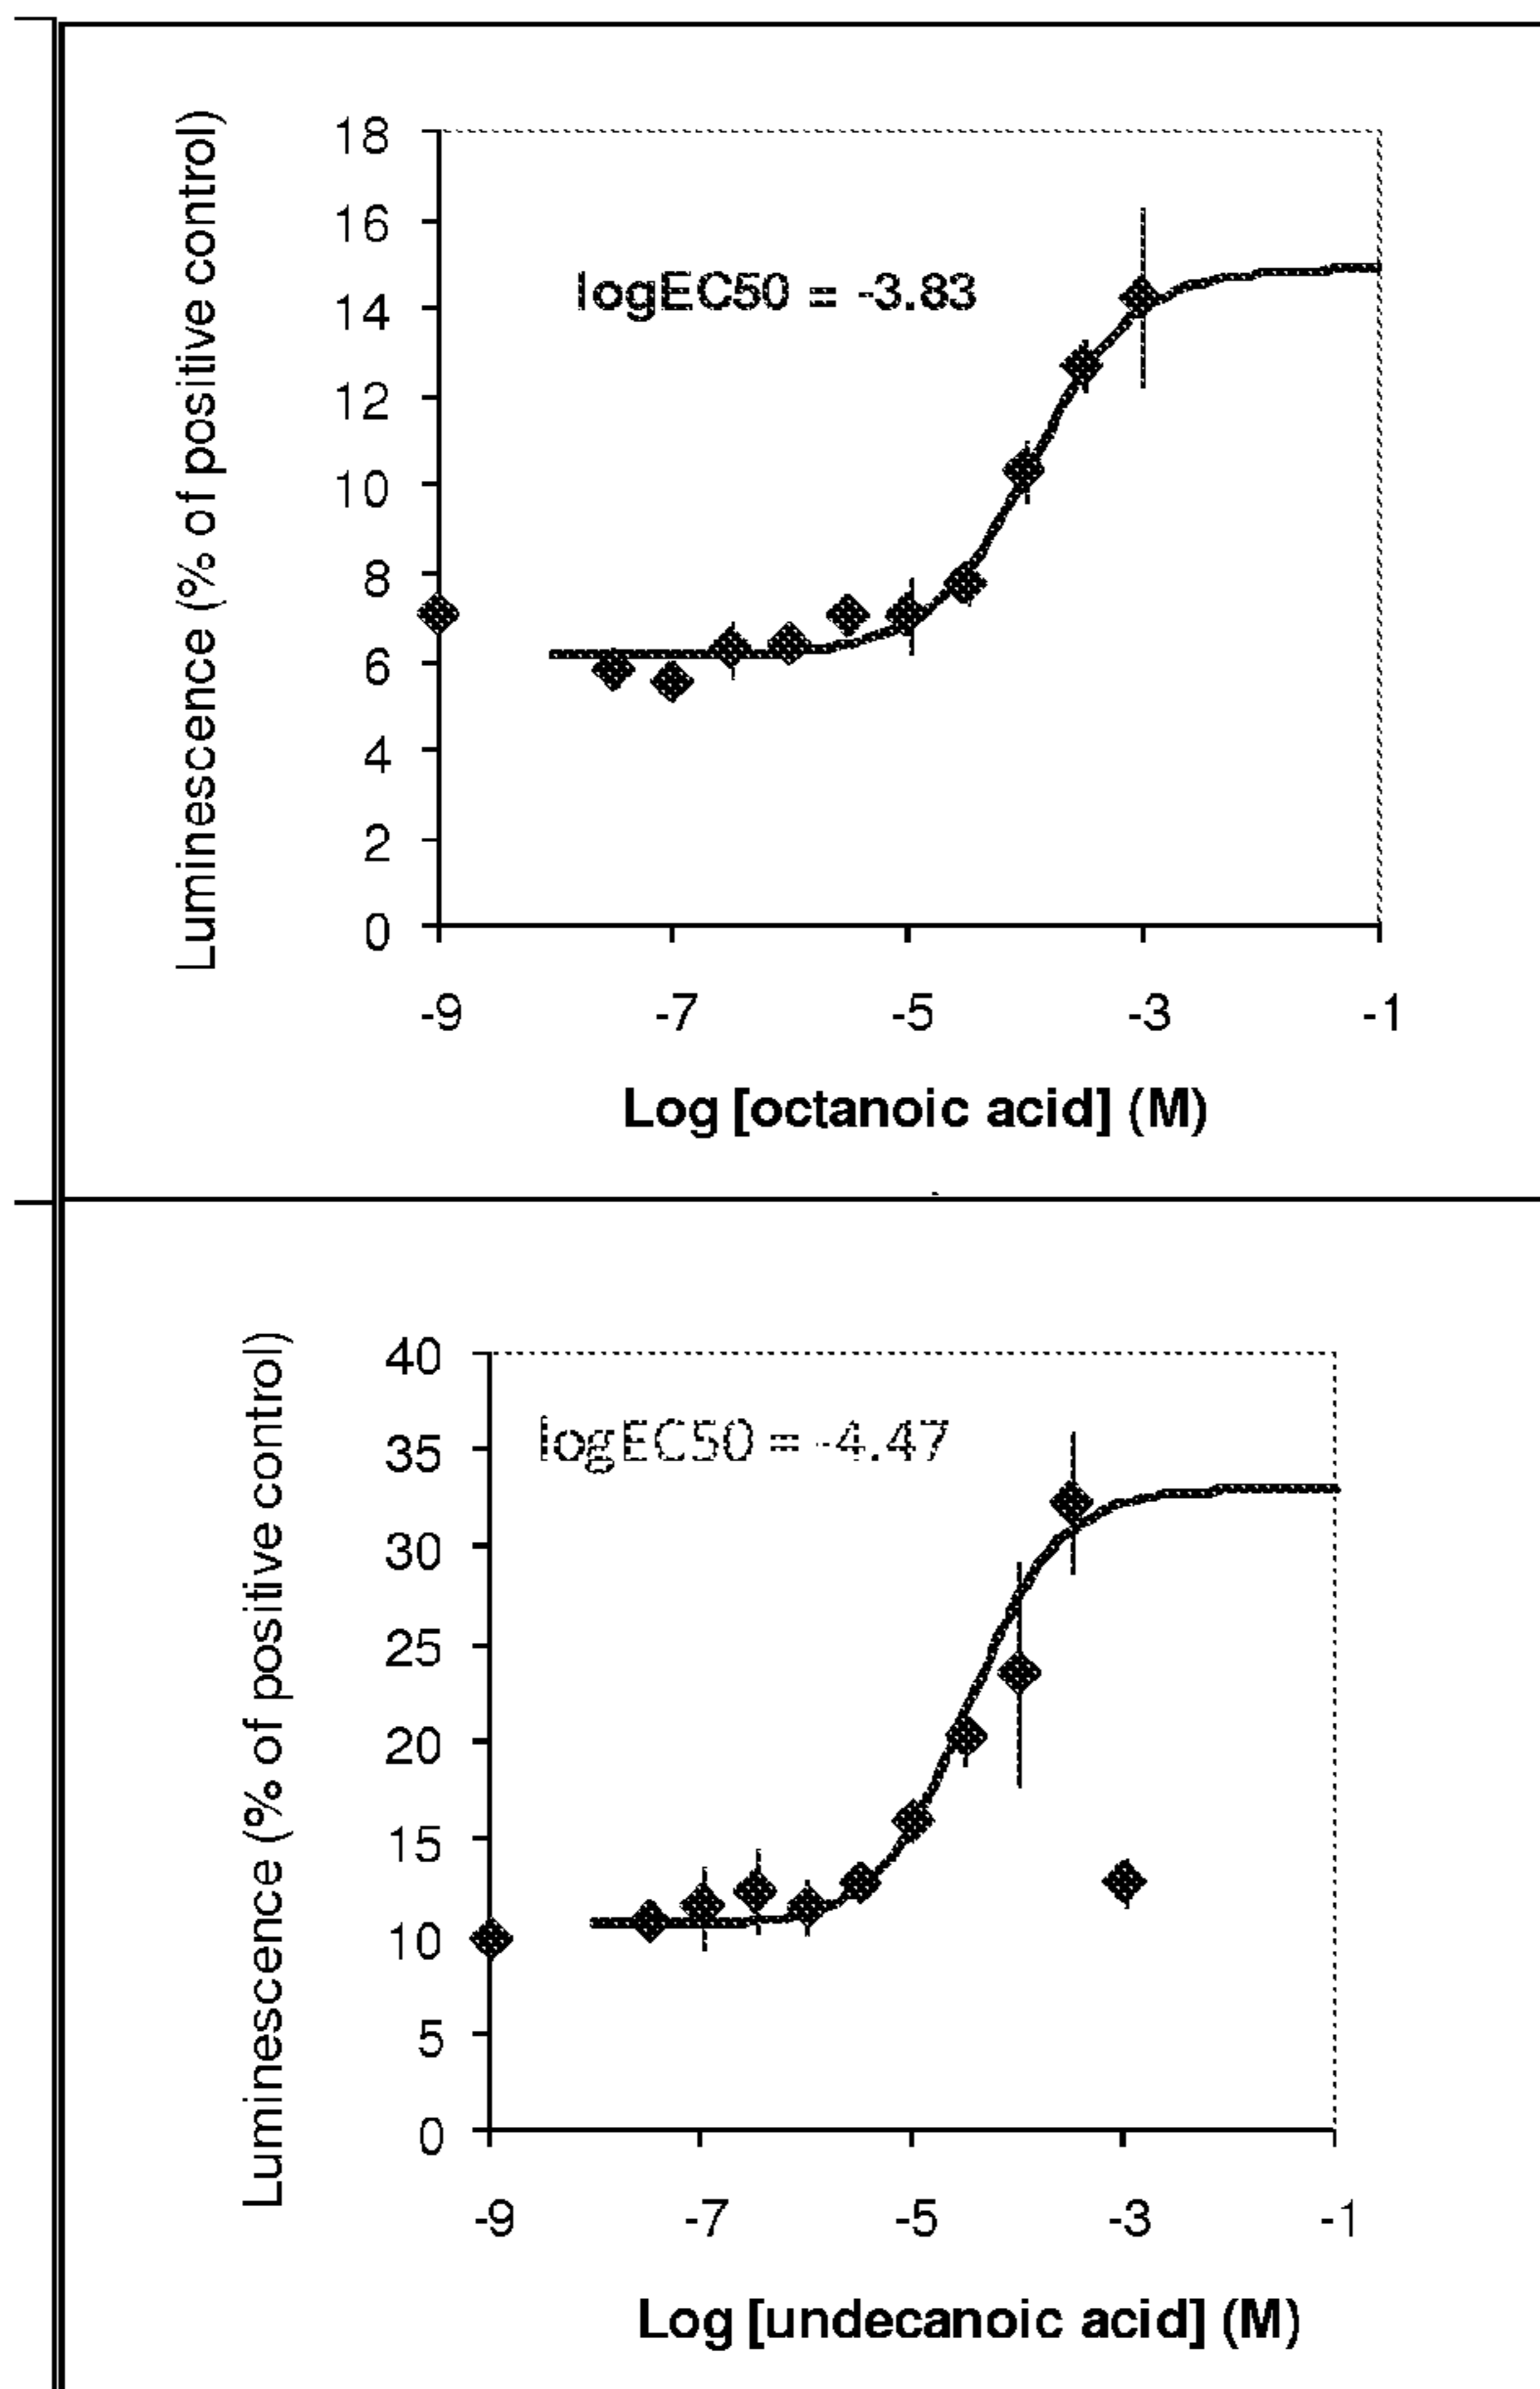 Luminescence (% of positive control)
18
16
14
12
10
8
6
4
2
0
logEC50 = -3.83
-9 -7 -5 -3 -1
Log [octanoic acid] (M)
Luminescence (% of positive control)
40
35
30
25
20
15
10
5
0
logEC50 = -4.47
-9 -7 -5 -3 -1
Log [undecanoic acid] (M)